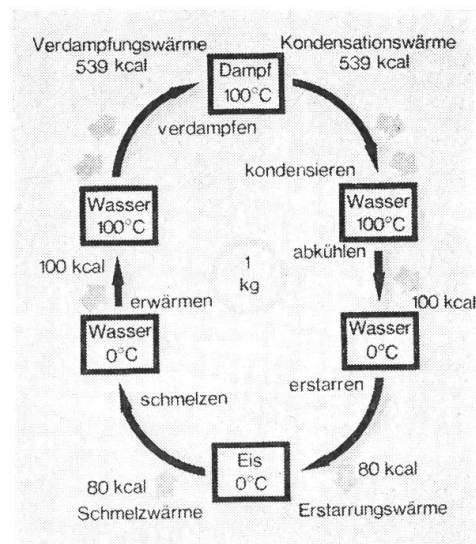 Verdampfungswärme
539 kcal
Kondensationswärme
539 kcal
Dampf
100°C
verdampfen
kondensieren
Wasser
100°C
Wasser
100°C
100 kcal
abkühlen
1
kg
erwärmen
100 kcal
Wasser
0°C
Wasser
0°C
schmelzen
erstarren
Eis
0°C
80 kcal
Schmelzwärme
80 kcal
Erstarrungswärme